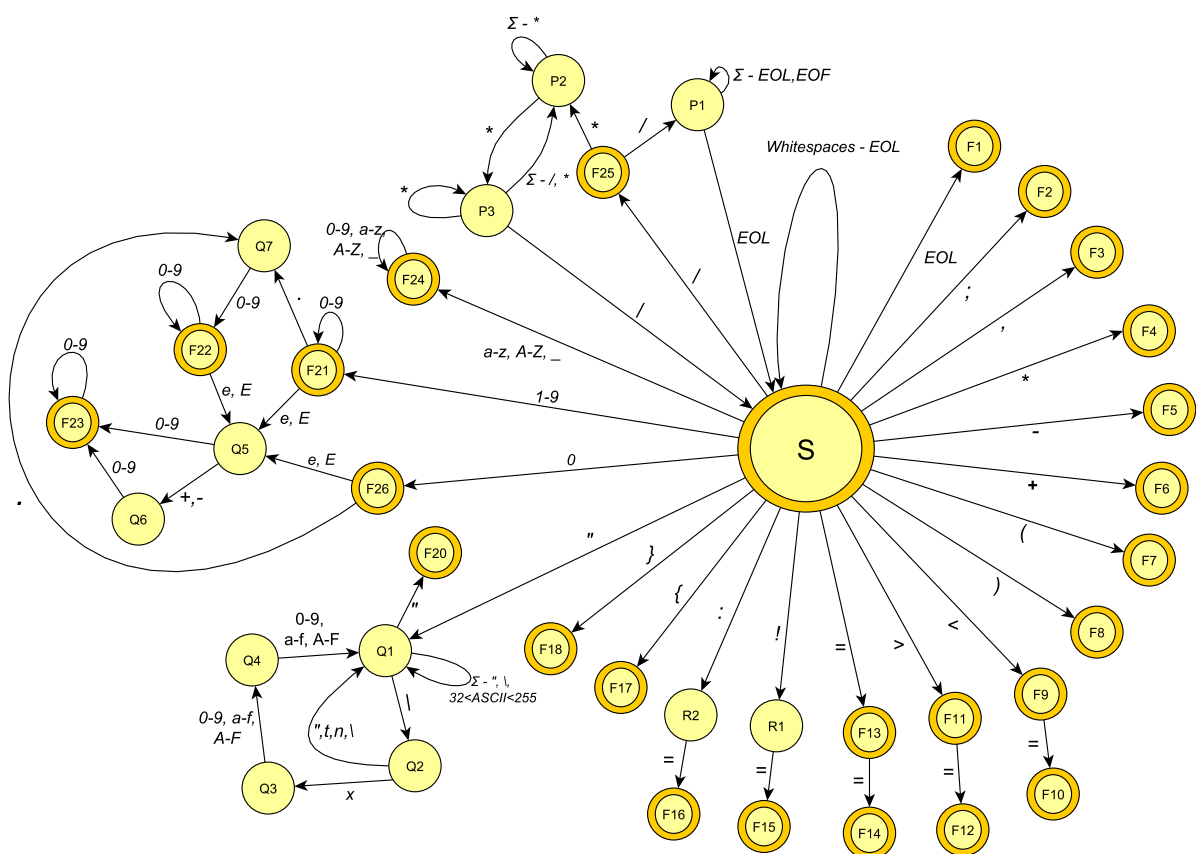 Σ - *
P2
Σ - EOL,EOF
P1
*
*
/
F25
Whitespaces - EOL
F1
F2
*
Σ - /, *
P3
0-9, a-z,
A-Z, _
F24
EOL
EOL
;
F3
,
F4
*
Q7
0-9
0-9
.
0-9
F22
F21
/
/
a-z, A-Z, _
0-9
e, E
e, E
1-9
F23
0-9
Q5
S
F5
-
0-9
+,-
e, E
F26
0
F6
+
.
Q6
"
}
F20
"
(
F7
)
F8
0-9,
a-f, A-F
Q4
Q1
Σ - ", \,
32<ASCII<255
F18
{
F17
:
!
=
>
<
F9
0-9, a-f,
A-F
",t,n,\
\
R2
R1
F13
F11
=
Q3
x
Q2
=
=
=
=
F10
F16
F15
F14
F12